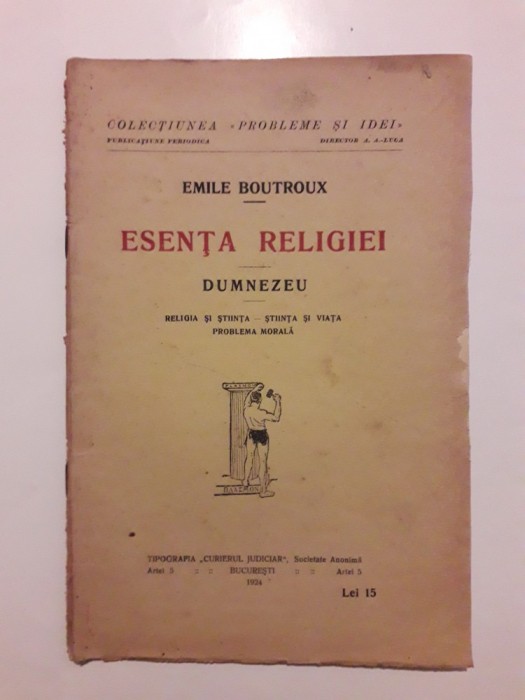 COLECȚIUNEA «PROBLEME ȘI IDEI»
PUBLICAȚIUNE PERIODICA DIRECTOR A. A.-LUCA
EMILE BOUTROUX
ESENȚA RELIGIEI
DUMNEZEU
RELIGIA ȘI ȘTIINȚA — ȘTIINȚA ȘI VIAȚA
PROBLEMA MORALĂ
TIPOGRAFIA „CURIERUL JUDICIAR", Societate Anonimă
Artei 5 :: BUCUREȘTI :: Artei 5
1924
Lei 15